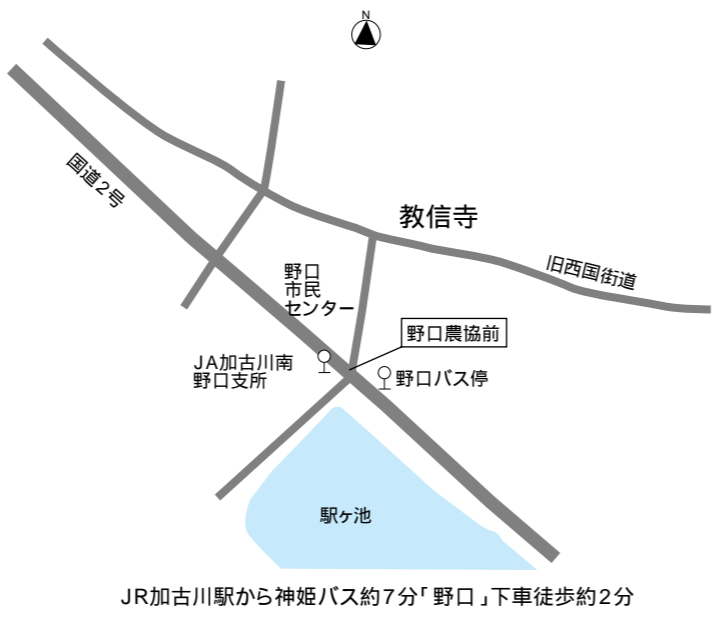 N
国道2号
教信寺
旧西国街道
野口
市民
センター
野口農協前
JA加古川南
野口支所
野口バス停
駅ヶ池
JR加古川駅から神姫バス約7分「野口」下車徒歩約2分